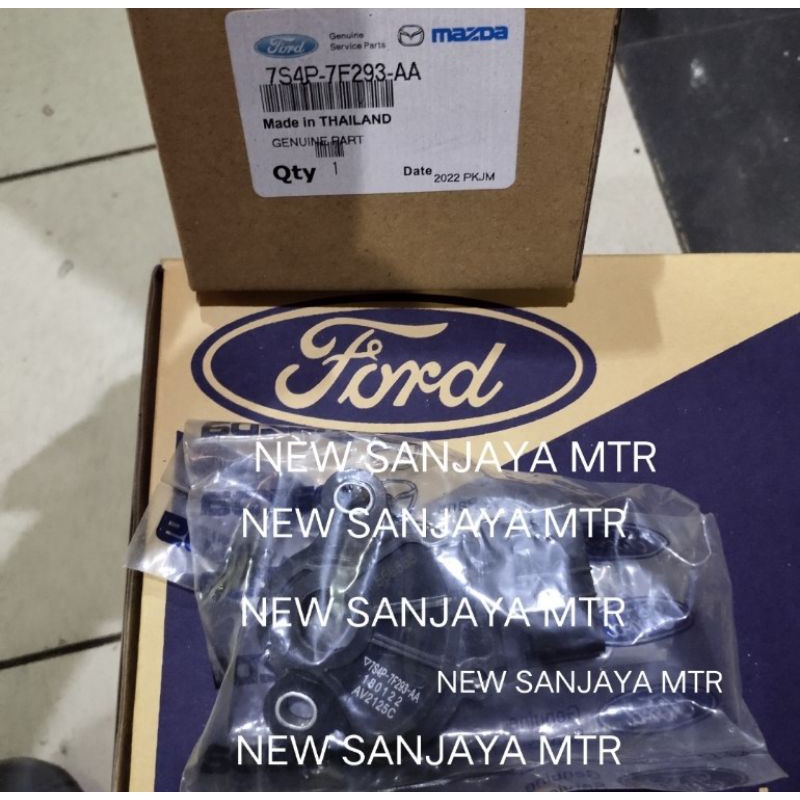 Ford
Genuine
Service Parts
mazda
7S4P-7F293-AA
Made in THAILAND
GENUINE PART
Qty 1
Date 2022 PKJM
Ford
NEW SANJAYA MTR
NEW SANJAYA MTR
NEW SANJAYA MTR
7S4P-7F293-AA
180122
AV2125C
NEW SANJAYA MTR
NEW SANJAYA MTR